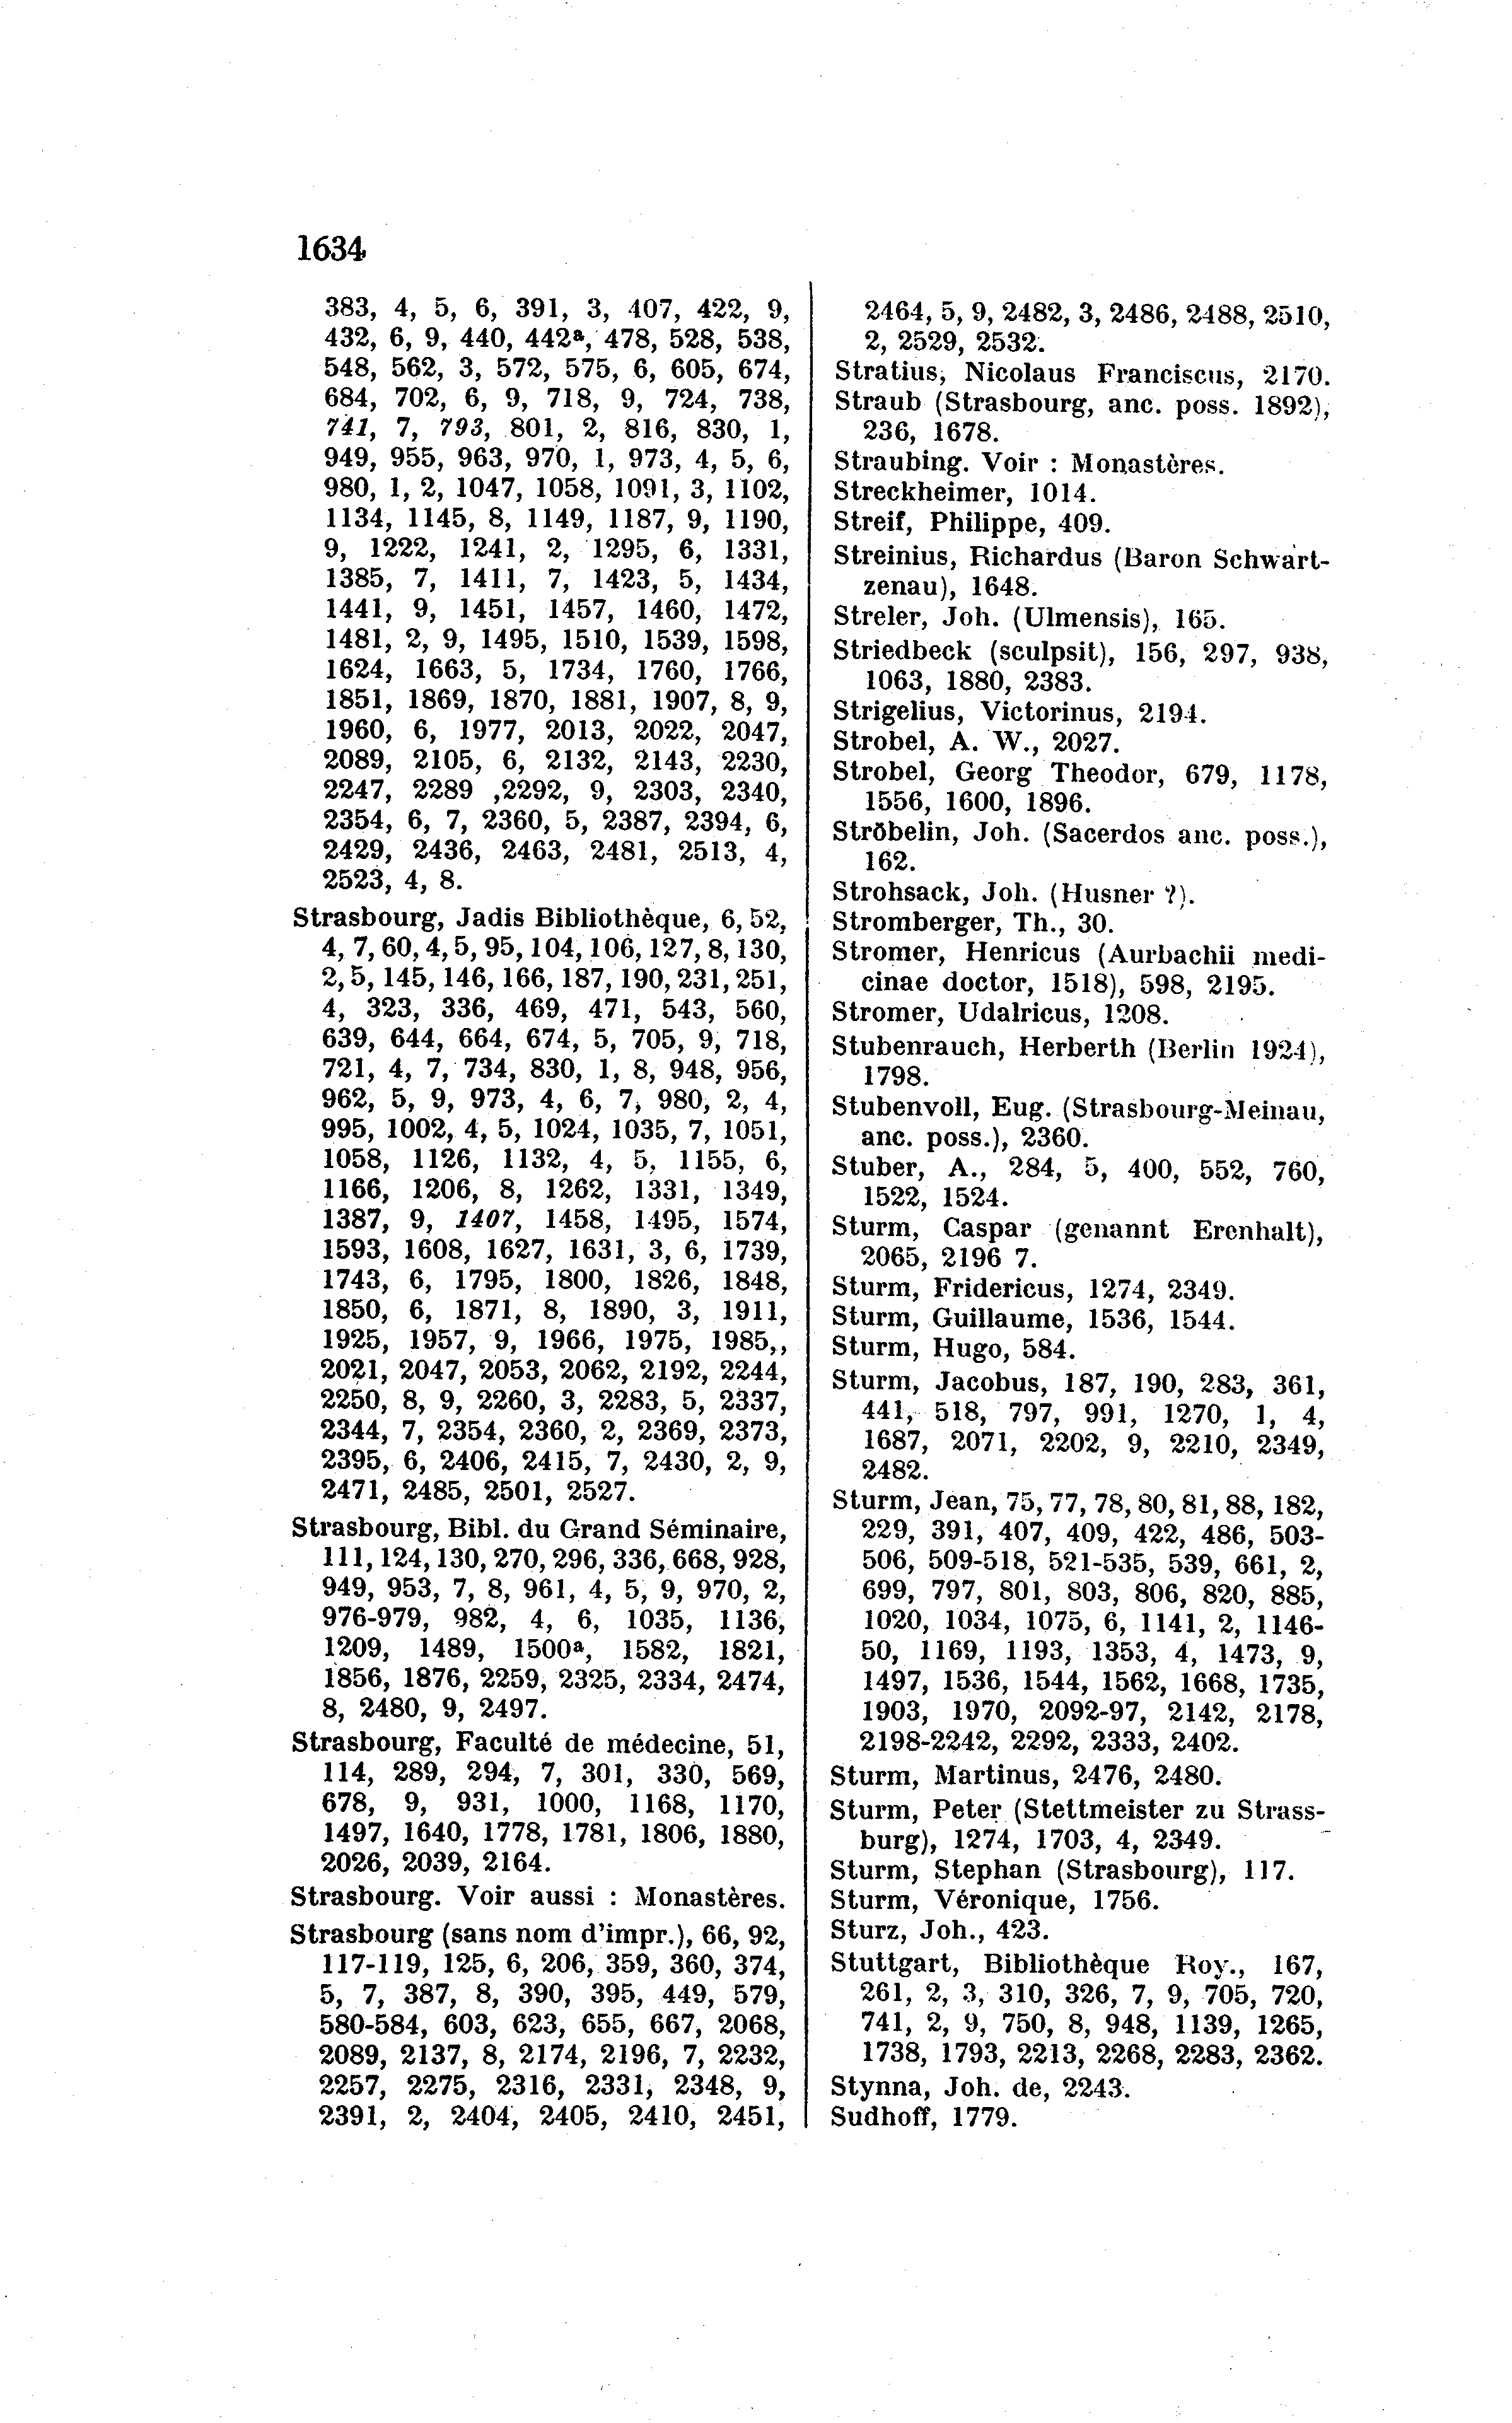 1634
383, 4, 5, 6, 391, 3, 407, 422, 9,
432, 6, 9, 440, 442ª, 478, 528, 538,
548, 562, 3, 572, 575, 6, 605, 674,
684, 702, 6, 9, 718, 9, 724, 738,
741, 7, 793, 801, 2, 816, 830, 1,
949, 955, 963, 970, 1, 973, 4, 5, 6,
980, 1, 2, 1047, 1058, 1091, 3, 1102,
1134, 1145, 8, 1149, 1187, 9, 1190,
9, 1222, 1241, 2, 1295, 6, 1331,
1385, 7, 1411, 7, 1423, 5, 1434,
1441, 9, 1451, 1457, 1460, 1472,
1481, 2, 9, 1495, 1510, 1539, 1598,
1624, 1663, 5, 1734, 1760, 1766,
1851, 1869, 1870, 1881, 1907, 8, 9,
1960, 6, 1977, 2013, 2022, 2047,
2089, 2105, 6, 2132, 2143, 2230,
2247, 2289 ,2292, 9, 2303, 2340,
2354, 6, 7, 2360, 5, 2387, 2394, 6,
2429, 2436, 2463, 2481, 2513, 4,
2523, 4, 8.
Strasbourg, Jadis Bibliothèque, 6, 52,
4, 7, 60, 4, 5, 95, 104, 106, 127, 8, 130,
2, 5, 145, 146, 166, 187, 190, 231, 251,
4, 323, 336, 469, 471, 543, 560,
639, 644, 664, 674, 5, 705, 9, 718,
721, 4, 7, 734, 830, 1, 8, 948, 956,
962, 5, 9, 973, 4, 6, 7, 980, 2, 4,
995, 1002, 4, 5, 1024, 1035, 7, 1051,
1058, 1126, 1132, 4, 5, 1155, 6,
1166, 1206, 8, 1262, 1331, 1349,
1387, 9, 1407, 1458, 1495, 1574,
1593, 1608, 1627, 1631, 3, 6, 1739,
1743, 6, 1795, 1800, 1826, 1848,
1850, 6, 1871, 8, 1890, 3, 1911,
1925, 1957, 9, 1966, 1975, 1985,,
2021, 2047, 2053, 2062, 2192, 2244,
2250, 8, 9, 2260, 3, 2283, 5, 2337,
2344, 7, 2354, 2360, 2, 2369, 2373,
2395, 6, 2406, 2415, 7, 2430, 2, 9,
2471, 2485, 2501, 2527.
Strasbourg, Bibl. du Grand Séminaire,
111, 124, 130, 270, 296, 336, 668, 928,
949, 953, 7, 8, 961, 4, 5, 9, 970, 2,
976-979, 982, 4, 6, 1035, 1136,
1209, 1489, 1500ª, 1582, 1821,
1856, 1876, 2259, 2325, 2334, 2474,
8, 2480, 9, 2497.
Strasbourg, Faculté de médecine, 51,
114, 289, 294, 7, 301, 330, 569,
678, 9, 931, 1000, 1168, 1170,
1497, 1640, 1778, 1781, 1806, 1880,
2026, 2039, 2164.
Strasbourg. Voir aussi : Monastères.
Strasbourg (sans nom d'impr.), 66, 92,
117-119, 125, 6, 206, 359, 360, 374,
5, 7, 387, 8, 390, 395, 449, 579,
580-584, 603, 623, 655, 667, 2068,
2089, 2137, 8, 2174, 2196, 7, 2232,
2257, 2275, 2316, 2331, 2348, 9,
2391, 2, 2404, 2405, 2410, 2451,
2464, 5, 9, 2482, 3, 2486, 2488, 2510,
2, 2529, 2532.
Stratius, Nicolaus Franciscus, 2170.
Straub (Strasbourg, anc. poss. 1892),
236, 1678.
Straubing. Voir : Monastères.
Streckheimer, 1014.
Streif, Philippe, 409.
Streinius, Richardus (Baron Schwart-
zenau), 1648.
Streler, Joh. (Ulmensis), 165.
Striedbeck (sculpsit), 156, 297, 938,
1063, 1880, 2383.
Strigelius, Victorinus, 2194.
Strobel, A. W., 2027.
Strobel, Georg Theodor, 679, 1178,
1556, 1600, 1896.
Ströbelin, Joh. (Sacerdos anc. poss.),
162.
Strohsack, Joh. (Husner ?).
Stromberger, Th., 30.
Stromer, Henricus (Aurbachii medi-
cinae doctor, 1518), 598, 2195.
Stromer, Udalricus, 1208.
Stubenrauch, Herberth (Berlin 1924),
1798.
Stubenvoll, Eug. (Strasbourg-Meinau,
anc. poss.), 2360.
Stuber, A., 284, 5, 400, 552, 760,
1522, 1524.
Sturm, Caspar (genannt Erenhalt),
2065, 2196 7.
Sturm, Fridericus, 1274, 2349.
Sturm, Guillaume, 1536, 1544.
Sturm, Hugo, 584.
Sturm, Jacobus, 187, 190, 283, 361,
441, 518, 797, 991, 1270, 1, 4,
1687, 2071, 2202, 9, 2210, 2349,
2482.
Sturm, Jean, 75, 77, 78, 80, 81, 88, 182,
229, 391, 407, 409, 422, 486, 503-
506, 509-518, 521-535, 539, 661, 2,
699, 797, 801, 803, 806, 820, 885,
1020, 1034, 1075, 6, 1141, 2, 1146-
50, 1169, 1193, 1353, 4, 1473, 9,
1497, 1536, 1544, 1562, 1668, 1735,
1903, 1970, 2092-97, 2142, 2178,
2198-2242, 2292, 2333, 2402.
Sturm, Martinus, 2476, 2480.
Sturm, Peter (Stettmeister zu Strass-
burg), 1274, 1703, 4, 2349.
Sturm, Stephan (Strasbourg), 117.
Sturm, Véronique, 1756.
Sturz, Joh., 423.
Stuttgart, Bibliothèque Roy., 167,
261, 2, 3, 310, 326, 7, 9, 705, 720,
741, 2, 9, 750, 8, 948, 1139, 1265,
1738, 1793, 2213, 2268, 2283, 2362.
Stynna, Joh. de, 2243.
Sudhoff, 1779.